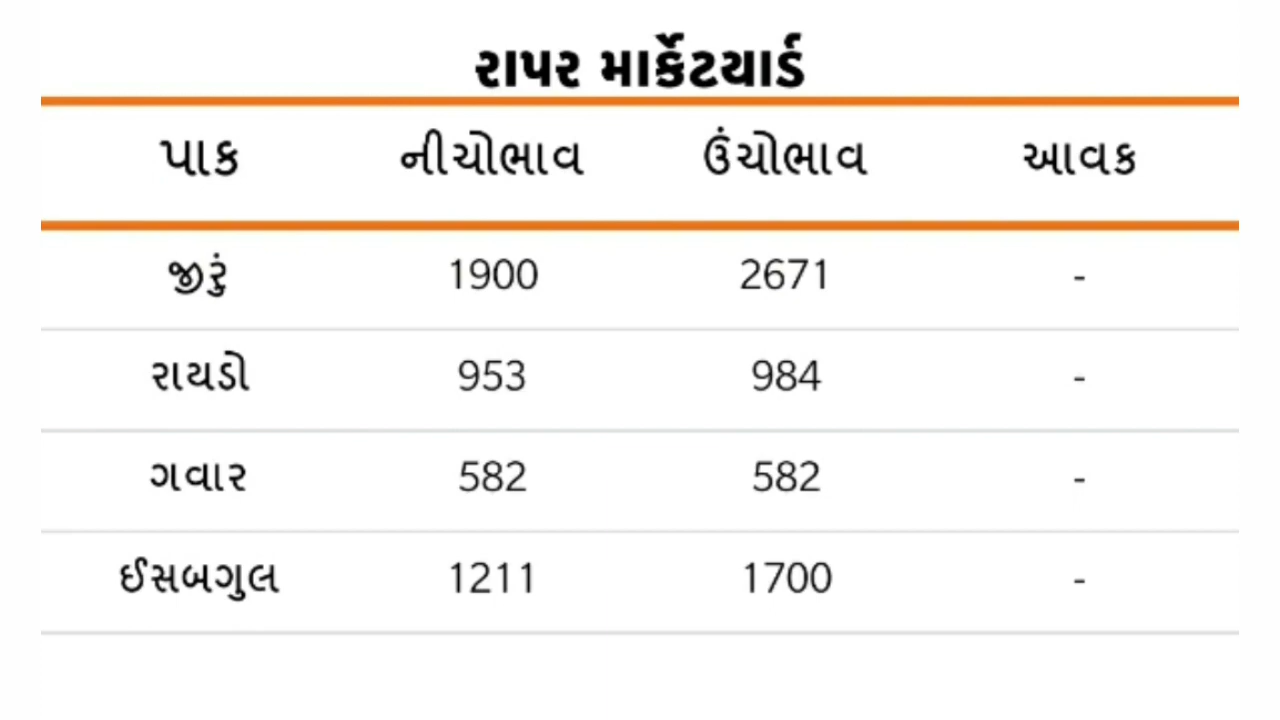 રાપર માર્કેટયાર્ડ
પાક નીચોભાવ ઉંચોભાવ આવક
જીરું 1900 2671 -
રાયડો 953 984 -
ગવાર 582 582 -
ઈસબગુલ 1211 1700 -